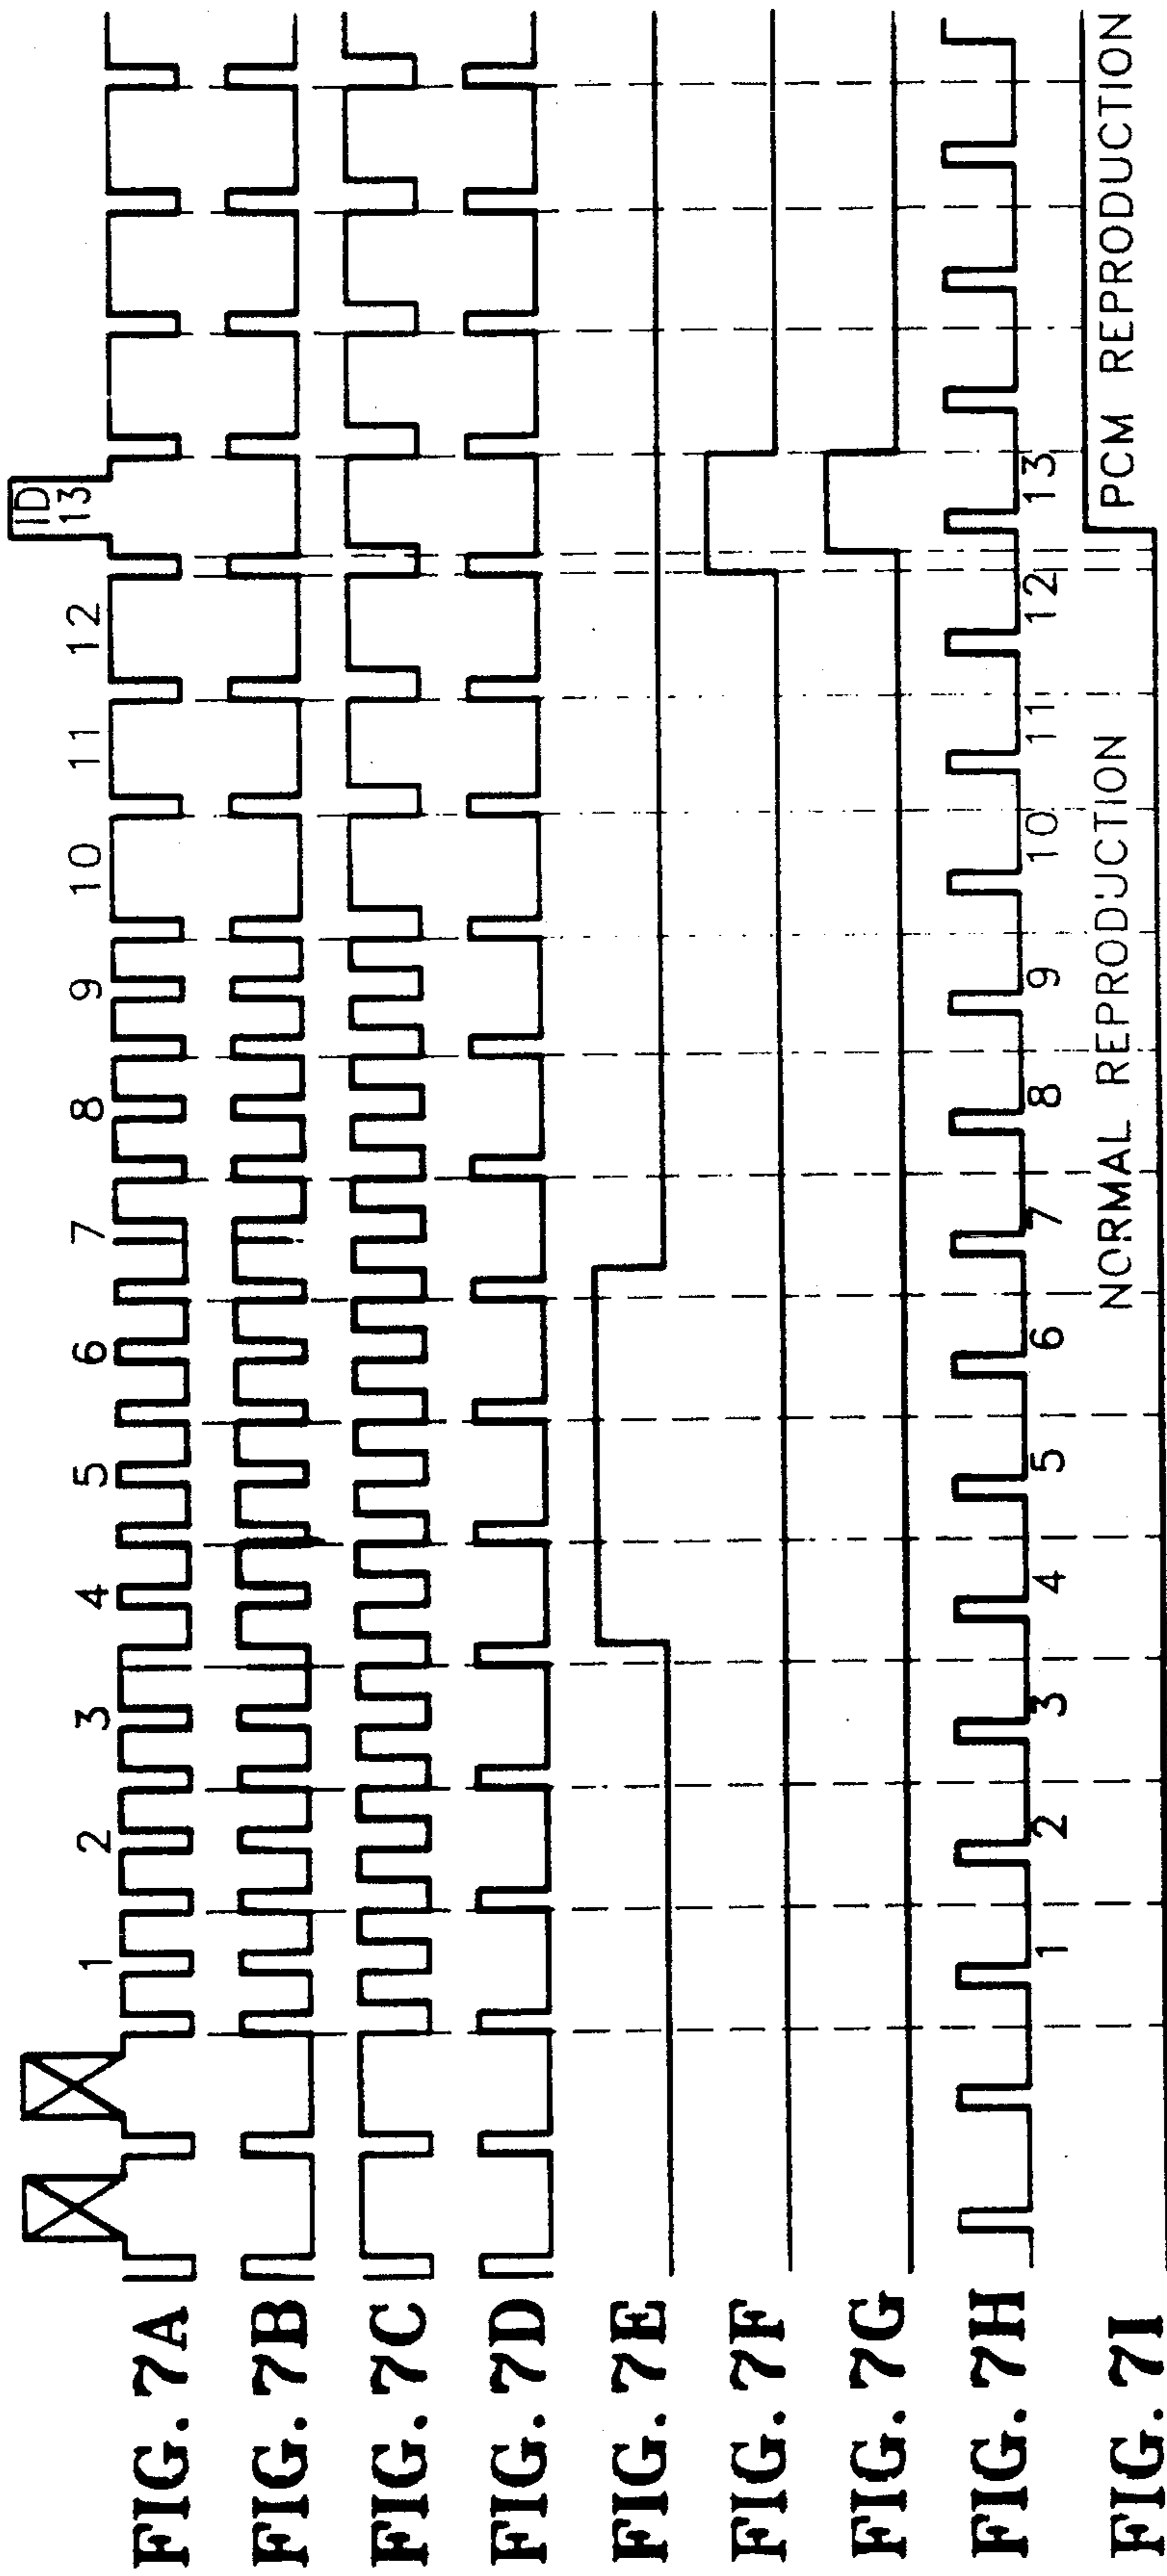 FIG. 7A
1 2 3 4 5 6 7 8 9 10 11 12
ID
13
FIG. 7B
FIG. 7C
FIG. 7D
FIG. 7E
FIG. 7F
FIG. 7G
FIG. 7H
1 2 3 4 5 6 7 8 9 10 11 12 13
FIG. 7I
NORMAL REPRODUCTION
PCM REPRODUCTION